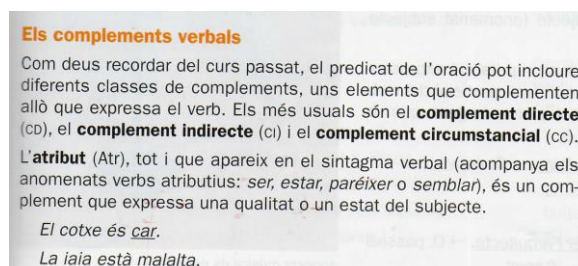 Els complements verbals
Com deus recordar del curs passat, el predicat de l'oració pot incloure
diferents classes de complements, uns elements que complementen
allò que expressa el verb. Els més usuals són el complement directe
(CD), el complement indirecte (CI) i el complement circumstancial (CC).
L'atribut (Atr), tot i que apareix en el sintagma verbal (acompanya els
anomenats verbs atributius: ser, estar, paréixer o semblar), és un com-
plement que expressa una qualitat o un estat del subjecte.
El cotxe és car.
La iaia està malalta.